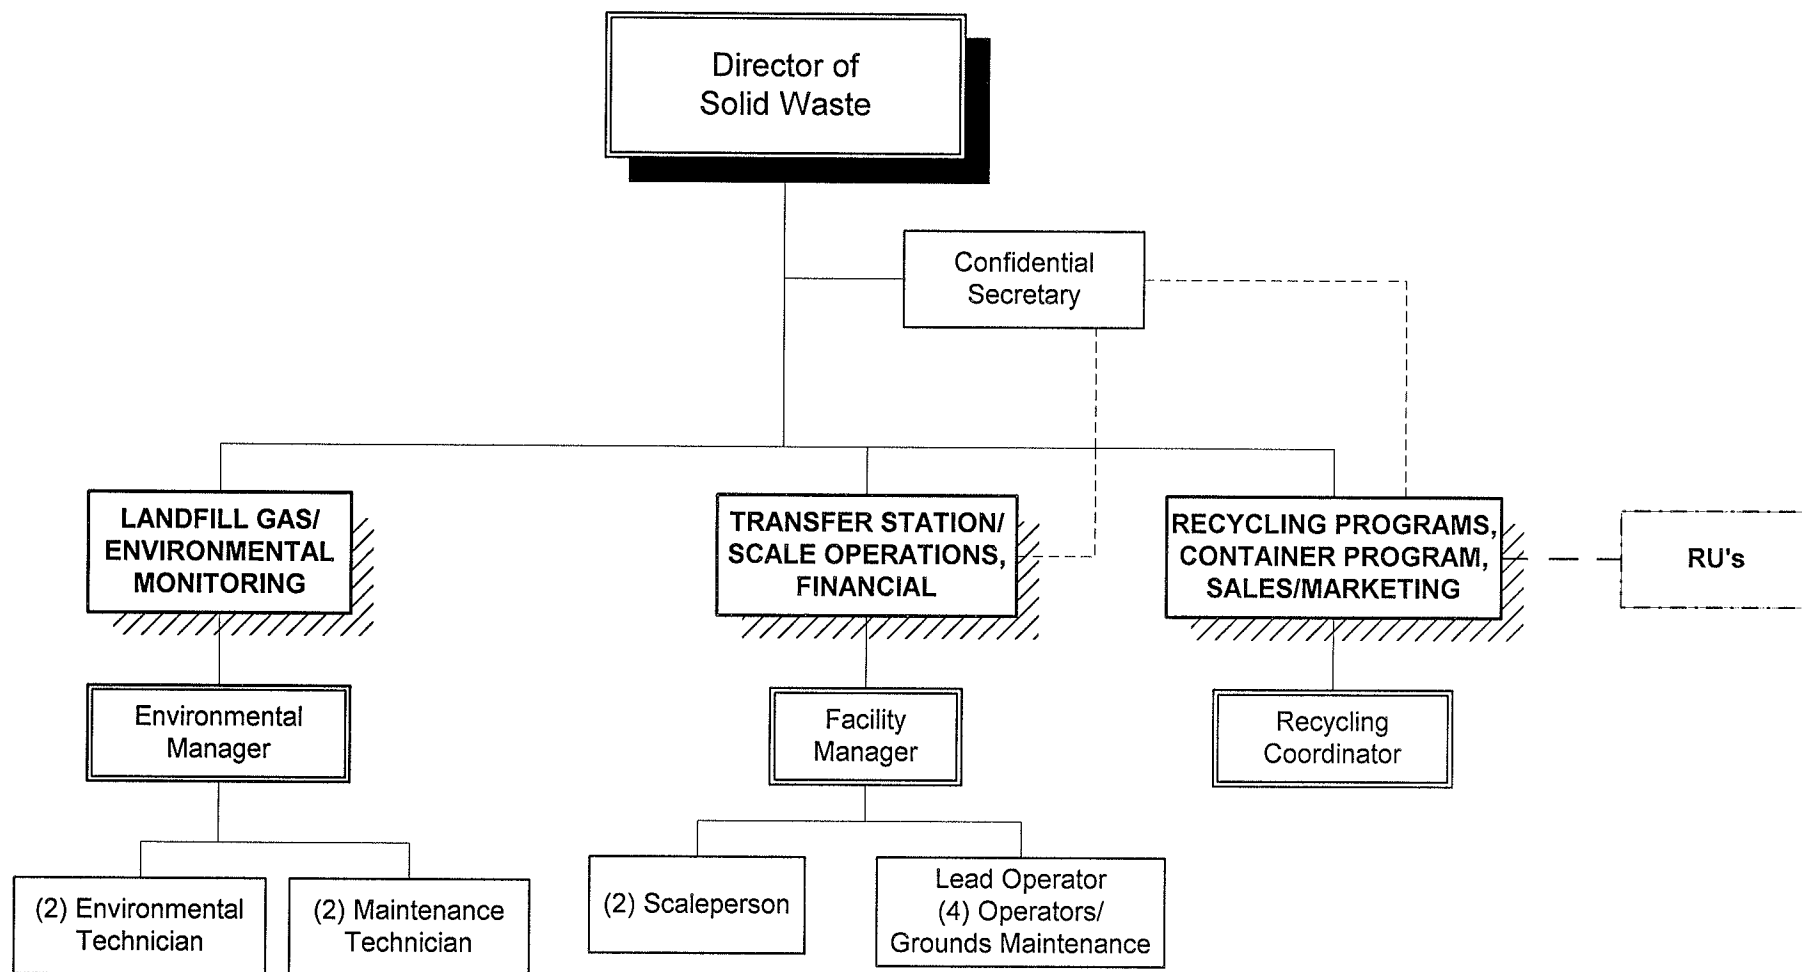 Director of
Solid Waste
Confidential
Secretary
LANDFILL GAS/
ENVIRONMENTAL
MONITORING
TRANSFER STATION/
SCALE OPERATIONS,
FINANCIAL
RECYCLING PROGRAMS,
CONTAINER PROGRAM,
SALES/MARKETING
RU's
Environmental
Manager
Facility
Manager
Recycling
Coordinator
(2) Environmental
Technician
(2) Maintenance
Technician
(2) Scaleperson
Lead Operator
(4) Operators/
Grounds Maintenance